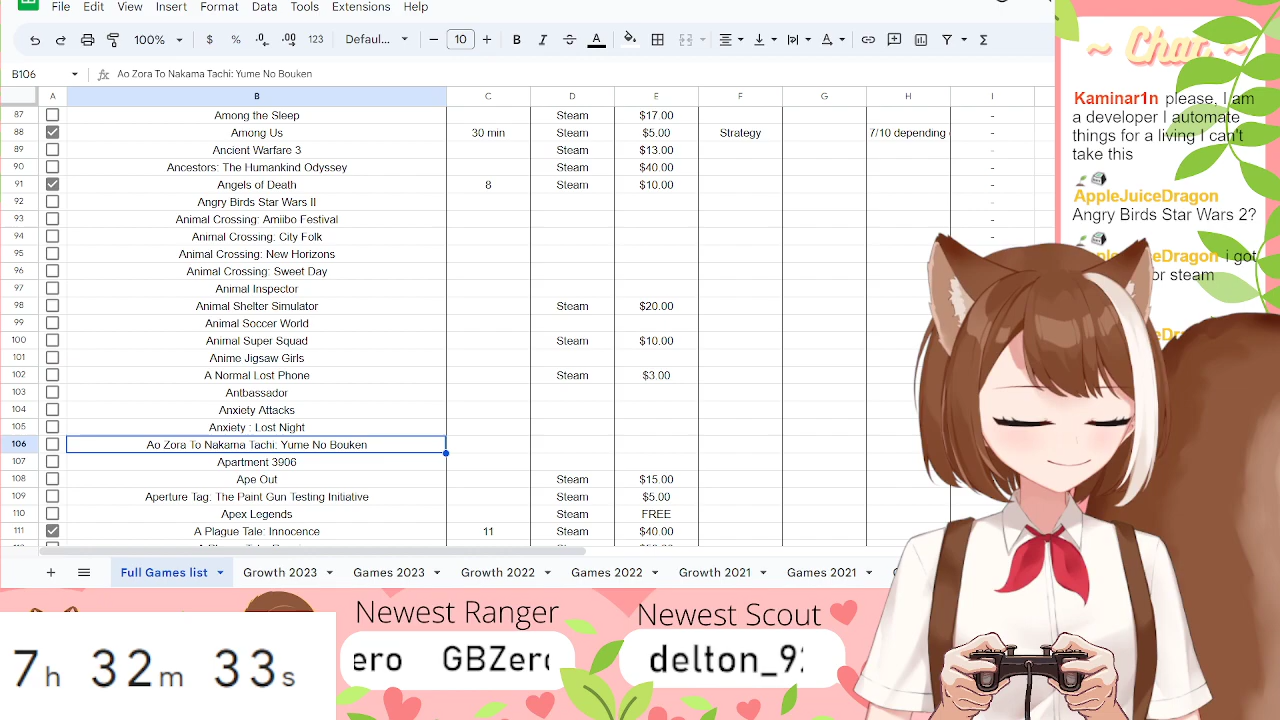 File Edit View Insert Format Data Tools Extensions Help
100% $ % .0 .00 123 Defaul... − 10 + B I A Σ
B106 fx Ao Zora To Nakama Tachi: Yume No Bouken
A B C D E F G H I
87 Among the Sleep Steam $17.00 -
88 Among Us 30 min Steam $5.00 Strategy 7/10 depending -
89 Ancient Warfare 3 Steam $13.00 -
90 Ancestors: The Humankind Odyssey Steam $40.00 -
91 Angels of Death 8 Steam $10.00 -
92 Angry Birds Star Wars II -
93 Animal Crossing: Amiibo Festival -
94 Animal Crossing: City Folk -
95 Animal Crossing: New Horizons
96 Animal Crossing: Sweet Day
97 Animal Inspector
98 Animal Shelter Simulator Steam $20.00
99 Animal Soccer World
100 Animal Super Squad Steam $10.00
101 Anime Jigsaw Girls
102 A Normal Lost Phone Steam $3.00
103 Antbassador
104 Anxiety Attacks
105 Anxiety : Lost Night
106 Ao Zora To Nakama Tachi: Yume No Bouken
107 Apartment 3906
108 Ape Out Steam $15.00
109 Aperture Tag: The Paint Gun Testing Initiative
Steam $5.00
110 Apex Legends Steam FREE
111 A Plague Tale: Innocence 11 Steam $40.00
+ Full Games list Growth 2023 Games 2023 Growth 2022 Games 2022 Growth 2021 Games 2021
~ Chat ~
Kaminar1n please, I am
a developer I automate
things for a living I can't
take this
AppleJuiceDragon
Angry Birds Star Wars 2?
eDragon i got
or steam
Newest Ranger
ero GBZero
Newest Scout
delton_9
7h 32m 33s